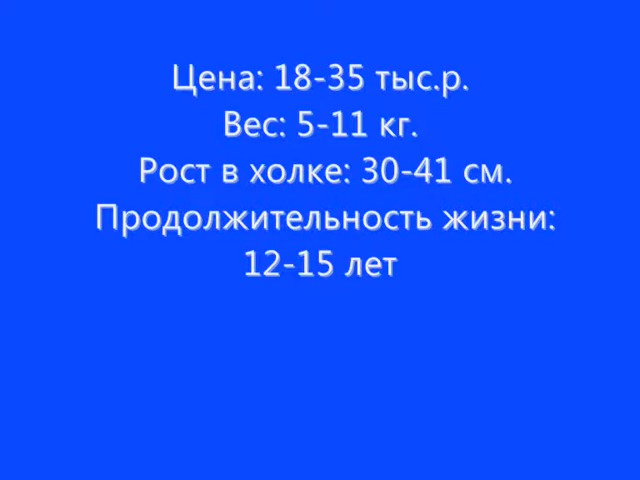 Цена: 18-35 тыс.р.
Вес: 5-11 кг.
Рост в холке: 30-41 см.
Продолжительность жизни:
12-15 лет